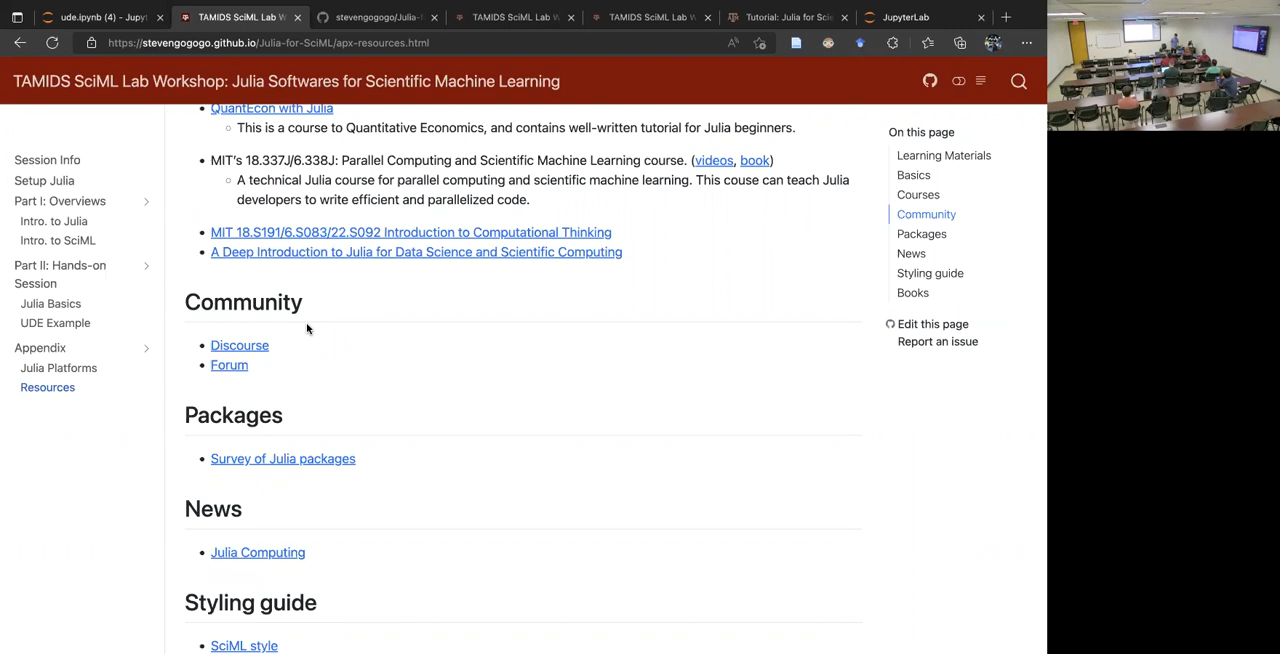 ude.ipynb (4) - Jupyt
TAMIDS SciML Lab W
stevengogogo/Julia-
TAMIDS SciML Lab W
TAMIDS SciML Lab W
Tutorial: Julia for Scie
JupyterLab
https://stevengogogo.github.io/Julia-for-SciML/apx-resources.html
TAMIDS SciML Lab Workshop: Julia Softwares for Scientific Machine Learning
Session Info
Setup Julia
Part I: Overviews
Intro. to Julia
Intro. to SciML
Part II: Hands-on
Session
Julia Basics
UDE Example
Appendix
Julia Platforms
Resources
QuantEcon with Julia
This is a course to Quantitative Economics, and contains well-written tutorial for Julia beginners.
MIT's 18.337J/6.338J: Parallel Computing and Scientific Machine Learning course. (videos, book)
A technical Julia course for parallel computing and scientific machine learning. This couse can teach Julia
developers to write efficient and parallelized code.
MIT 18.S191/6.S083/22.S092 Introduction to Computational Thinking
A Deep Introduction to Julia for Data Science and Scientific Computing
Community
Discourse
Forum
Packages
Survey of Julia packages
News
Julia Computing
Styling guide
SciML style
On this page
Learning Materials
Basics
Courses
Community
Packages
News
Styling guide
Books
Edit this page
Report an issue